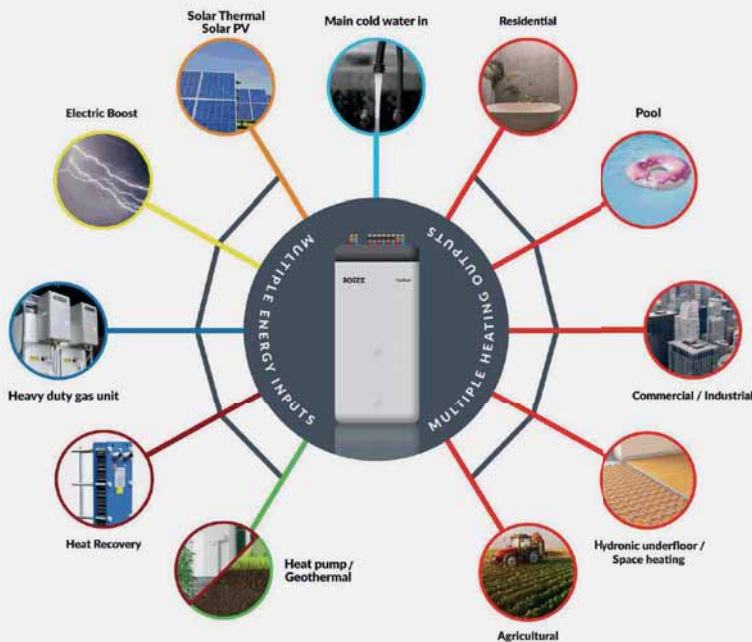 Solar Thermal
Solar PV
Main cold water in
Residential
Electric Boost
Pool
MULTIPLE ENERGY INPUTS
MULTIPLE HEATING OUTPUTS
Heavy duty gas unit
Commercial / Industrial
Heat Recovery
Heat pump /
Geothermal
Hydronic underfloor /
Space heating
Agricultural